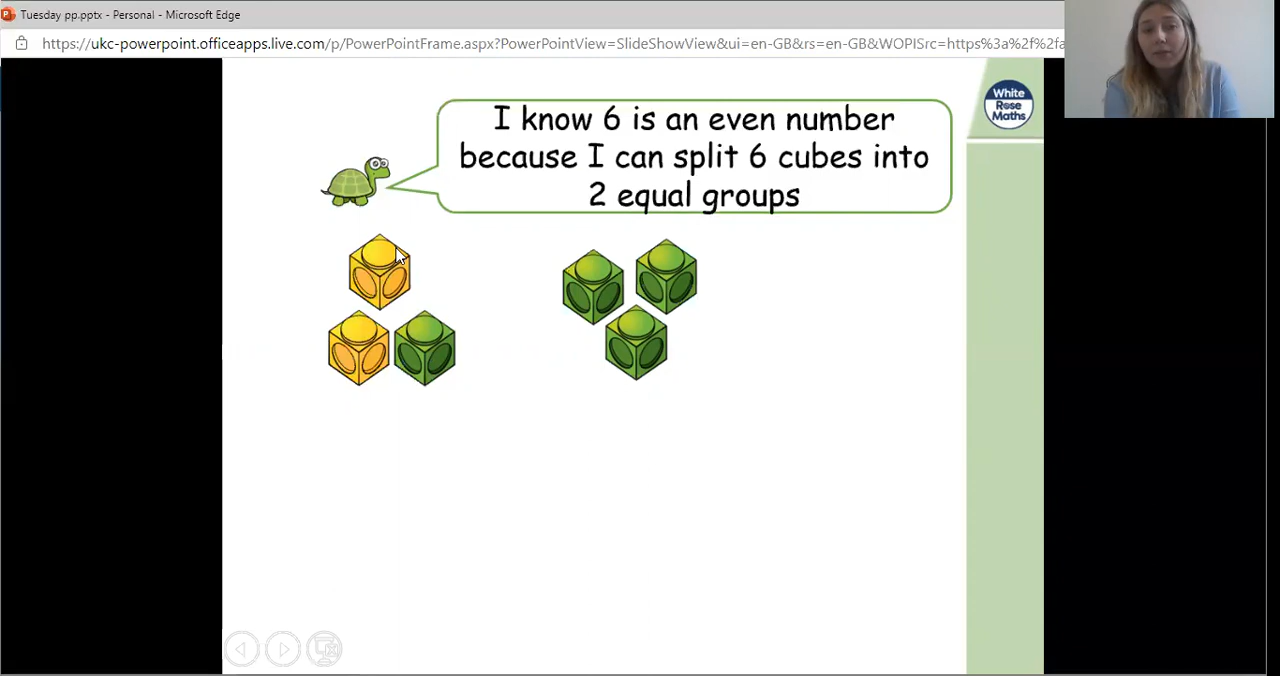 Tuesday pp.pptx - Personal - Microsoft Edge
https://ukc-powerpoint.officeapps.live.com/p/PowerPointFrame.aspx?PowerPointView=SlideShowView&ui=en-GB&rs=en-GB&WOPISrc=https%3a%2f%2fa
I know 6 is an even number
because I can split 6 cubes into
2 equal groups
White
Rose
Maths